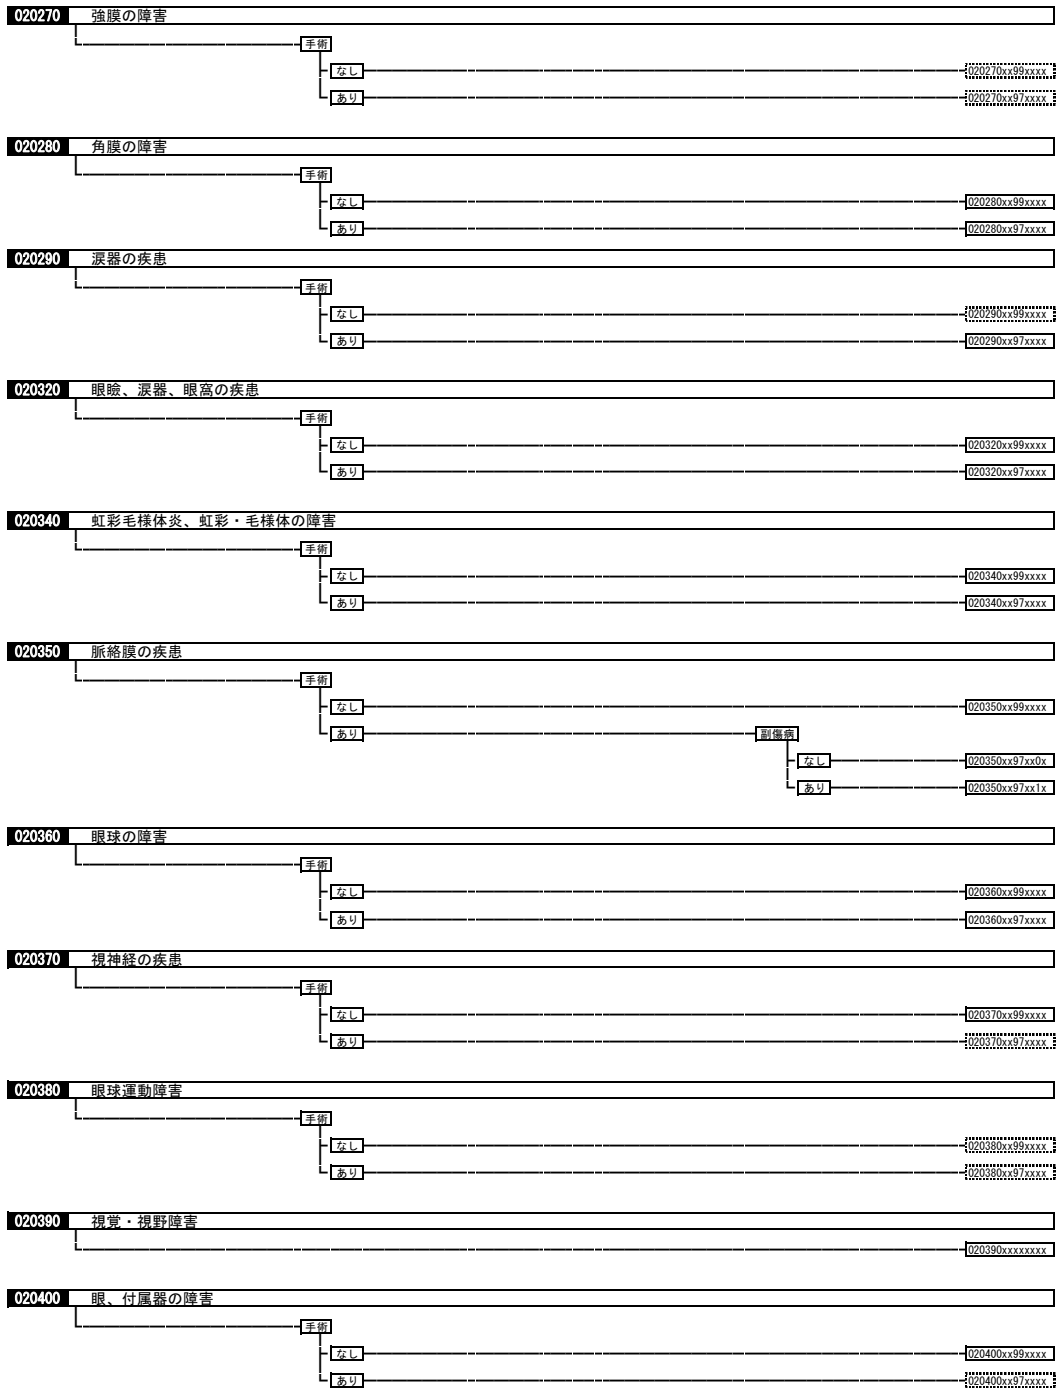 020270 強膜の障害
手術
なし 020270xx99xxxx
あり 020270xx97xxxx
020280 角膜の障害
手術
なし 020280xx99xxxx
あり 020280xx97xxxx
020290 涙器の疾患
手術
なし 020290xx99xxxx
あり 020290xx97xxxx
020320 眼瞼、涙器、眼窩の疾患
手術
なし 020320xx99xxxx
あり 020320xx97xxxx
020340 虹彩毛様体炎、虹彩・毛様体の障害
手術
なし 020340xx99xxxx
あり 020340xx97xxxx
020350 脈絡膜の疾患
手術
なし 020350xx99xxxx
あり 副傷病
なし 020350xx97xx0x
あり 020350xx97xx1x
020360 眼球の障害
手術
なし 020360xx99xxxx
あり 020360xx97xxxx
020370 視神経の疾患
手術
なし 020370xx99xxxx
あり 020370xx97xxxx
020380 眼球運動障害
手術
なし 020380xx99xxxx
あり 020380xx97xxxx
020390 視覚・視野障害
020390xxxxxxxx
020400 眼、付属器の障害
手術
なし 020400xx99xxxx
あり 020400xx97xxxx